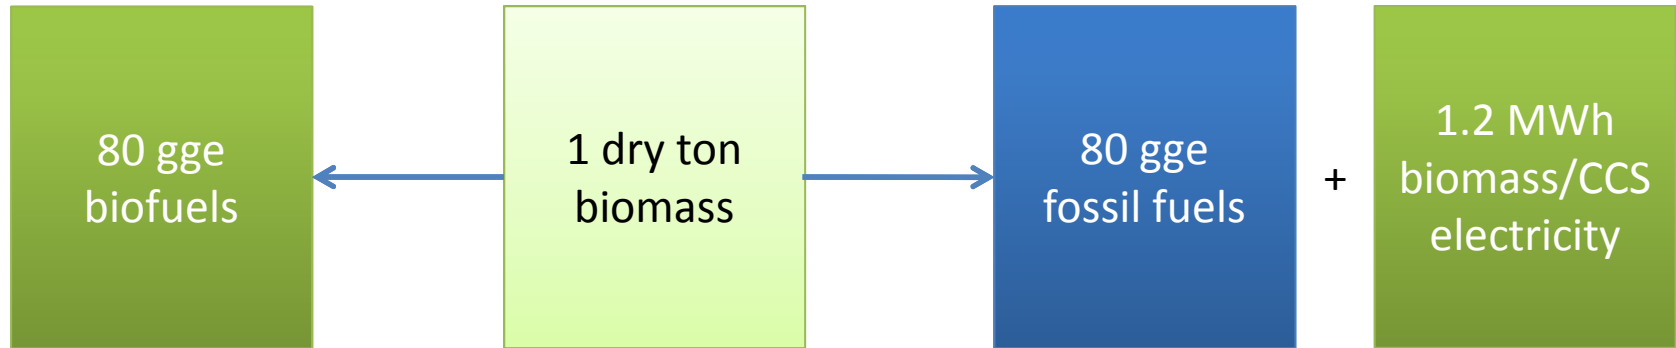 80 gge
biofuels
1 dry ton
biomass
80 gge
fossil fuels
+
1.2 MWh
biomass/CCS
electricity